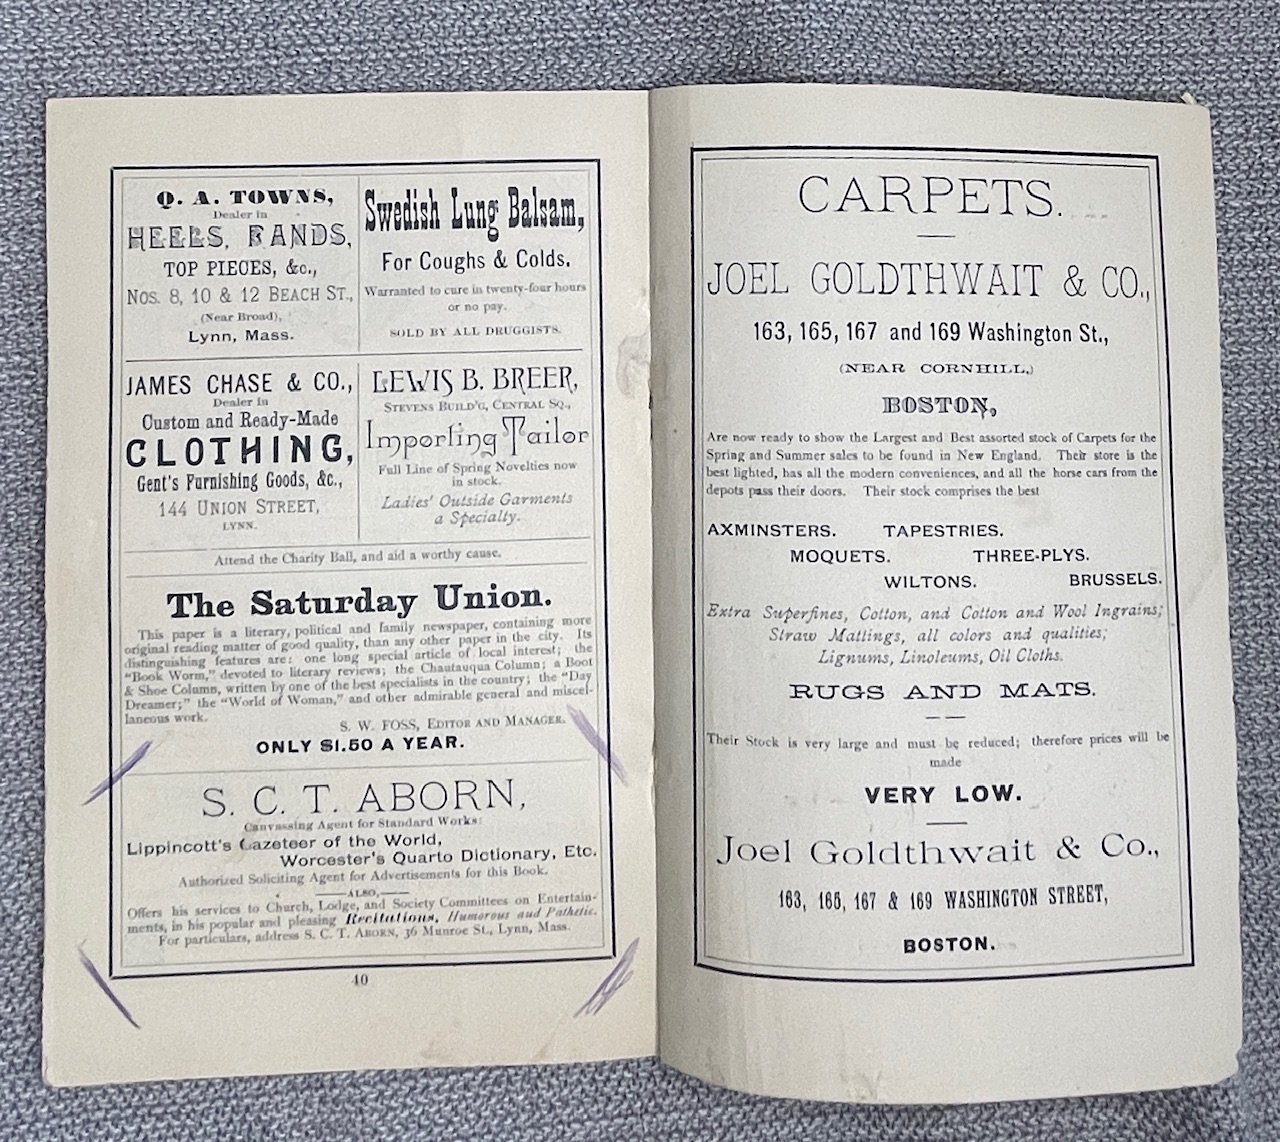 Q. A. TOWNS,
Dealer in
HEELS, RANDS,
TOP PIECES, &c.,
Nos. 8, 10 & 12 BEACH ST.,
(Near Broad),
Lynn, Mass.
Swedish Lung Balsam,
For Coughs & Colds.
Warranted to cure in twenty-four hours
or no pay.
SOLD BY ALL DRUGGISTS.
JAMES CHASE & CO.,
Dealer in
Custom and Ready-Made
CLOTHING,
Gent's Furnishing Goods, &c.,
144 UNION STREET,
LYNN.
LEWIS B. BREER,
STEVENS BUILD'G, CENTRAL SQ.,
Importing Tailor
Full Line of Spring Novelties now
in stock.
Ladies' Outside Garments
a Specialty.
Attend the Charity Ball, and aid a worthy cause.
The Saturday Union.
This paper is a literary, political and family newspaper, containing more
original reading matter of good quality, than any other paper in the city. Its
distinguishing features are: one long special article of local interest; the
"Book Worm," devoted to literary reviews; the Chautauqua Column; a Boot
& Shoe Column, written by one of the best specialists in the country; the "Day
Dreamer;" the "World of Woman," and other admirable general and miscel-
laneous work.
S. W. FOSS, EDITOR AND MANAGER.
ONLY $1.50 A YEAR.
S. C. T. ABORN,
Canvassing Agent for Standard Works:
Lippincott's Gazeteer of the World,
Worcester's Quarto Dictionary, Etc.
Authorized Soliciting Agent for Advertisements for this Book.
ALSO,
Offers his services to Church, Lodge, and Society Committees on Entertain-
ments, in his popular and pleasing Recitations, Humorous and Pathetic.
For particulars, address S. C. T. ABORN, 36 Munroe St., Lynn, Mass.
40
CARPETS.
JOEL GOLDTHWAIT & CO.,
163, 165, 167 and 169 Washington St.,
(NEAR CORNHILL,)
BOSTON,
Are now ready to show the Largest and Best assorted stock of Carpets for the
Spring and Summer sales to be found in New England. Their store is the
best lighted, has all the modern conveniences, and all the horse cars from the
depots pass their doors. Their stock comprises the best
AXMINSTERS. TAPESTRIES.
MOQUETS. THREE-PLYS.
WILTONS. BRUSSELS.
Extra Superfines, Cotton, and Cotton and Wool Ingrains;
Straw Matlings, all colors and qualities;
Lignums, Linoleums, Oil Cloths.
RUGS AND MATS.
Their Stock is very large and must be reduced; therefore prices will be
made
VERY LOW.
Joel Goldthwait & Co.,
163, 165, 167 & 169 WASHINGTON STREET,
BOSTON.